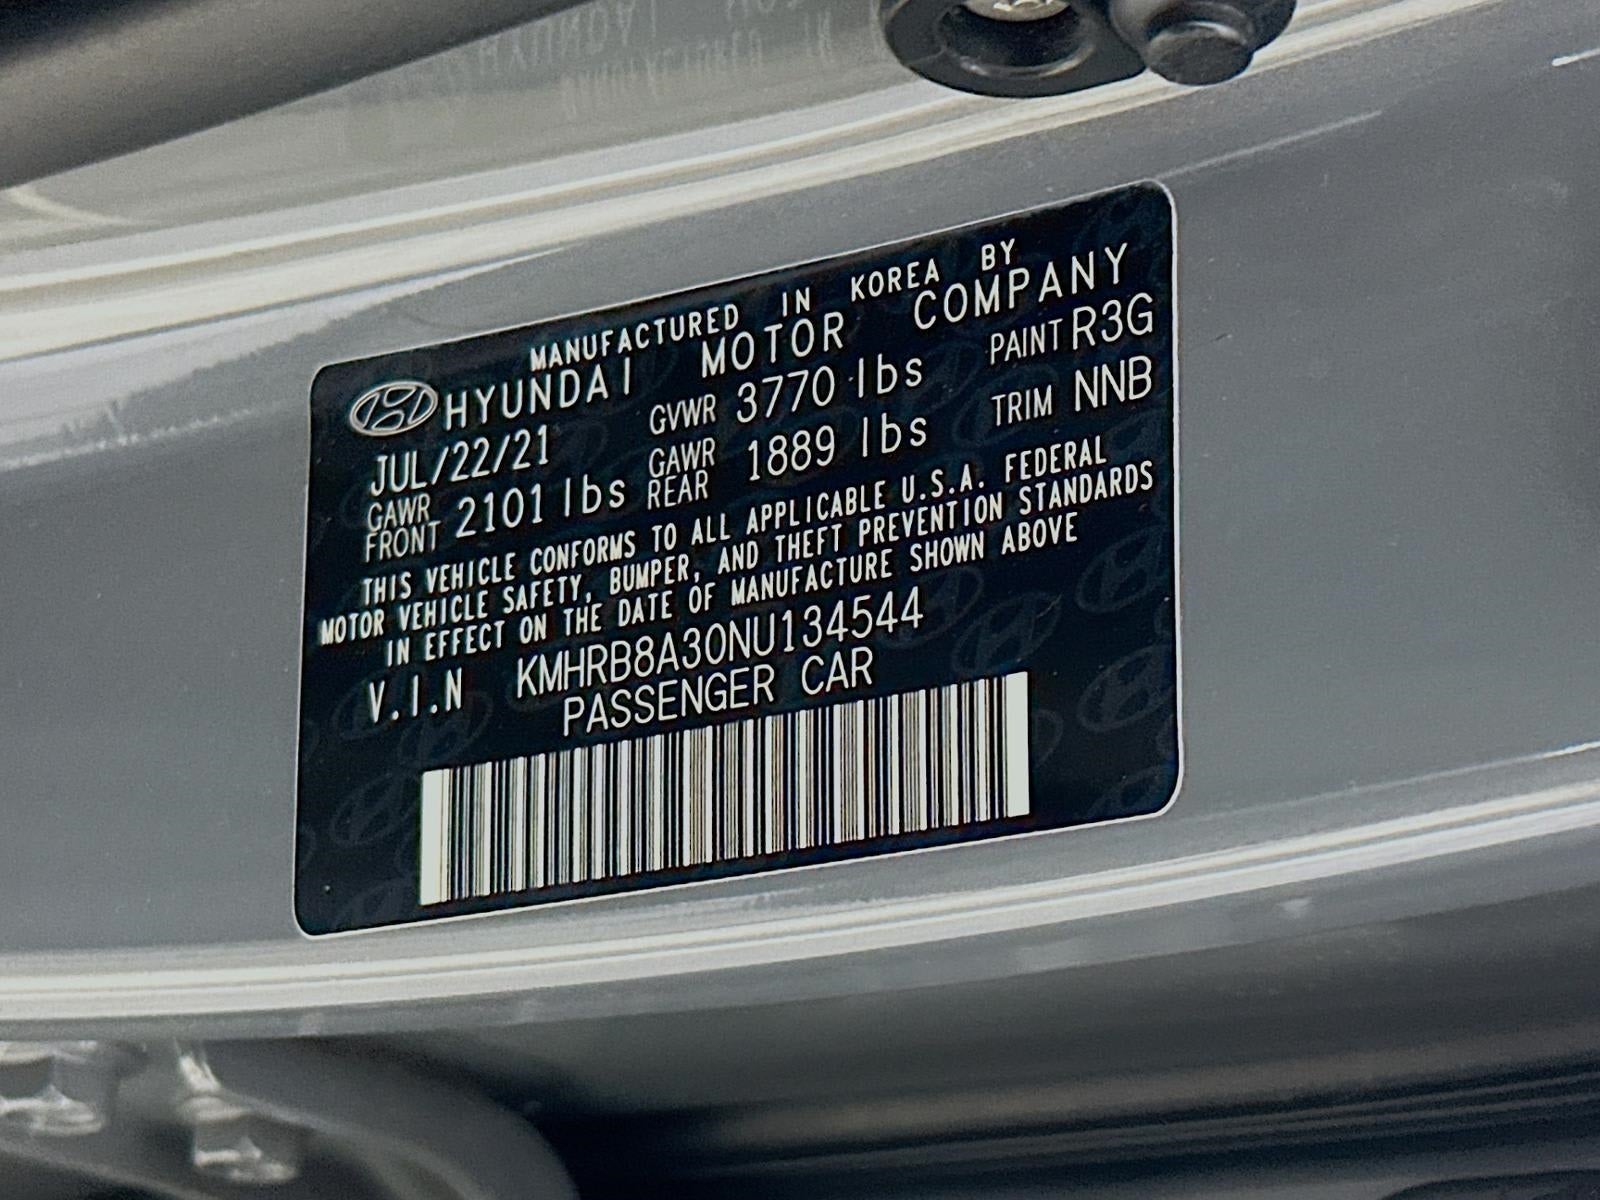 MANUFACTURED IN KOREA BY
HYUNDAI MOTOR COMPANY
JUL/22/21 GVWR 3770 lbs PAINT R3G
GAWR FRONT 2101 lbs GAWR REAR 1889 lbs TRIM NNB
THIS VEHICLE CONFORMS TO ALL APPLICABLE U.S.A. FEDERAL
MOTOR VEHICLE SAFETY, BUMPER, AND THEFT PREVENTION STANDARDS
IN EFFECT ON THE DATE OF MANUFACTURE SHOWN ABOVE
V.I.N KMHRB8A30NU134544
PASSENGER CAR